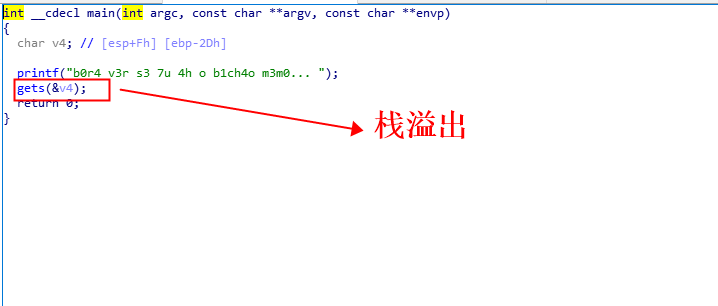 int __cdecl main(int argc, const char **argv, const char **envp)
{
char v4; // [esp+Fh] [ebp-2Dh]
printf("b0r4 v3r s3 7u 4h o b1ch4o m3m0... ");
gets(&v4);
return 0;
}
栈溢出